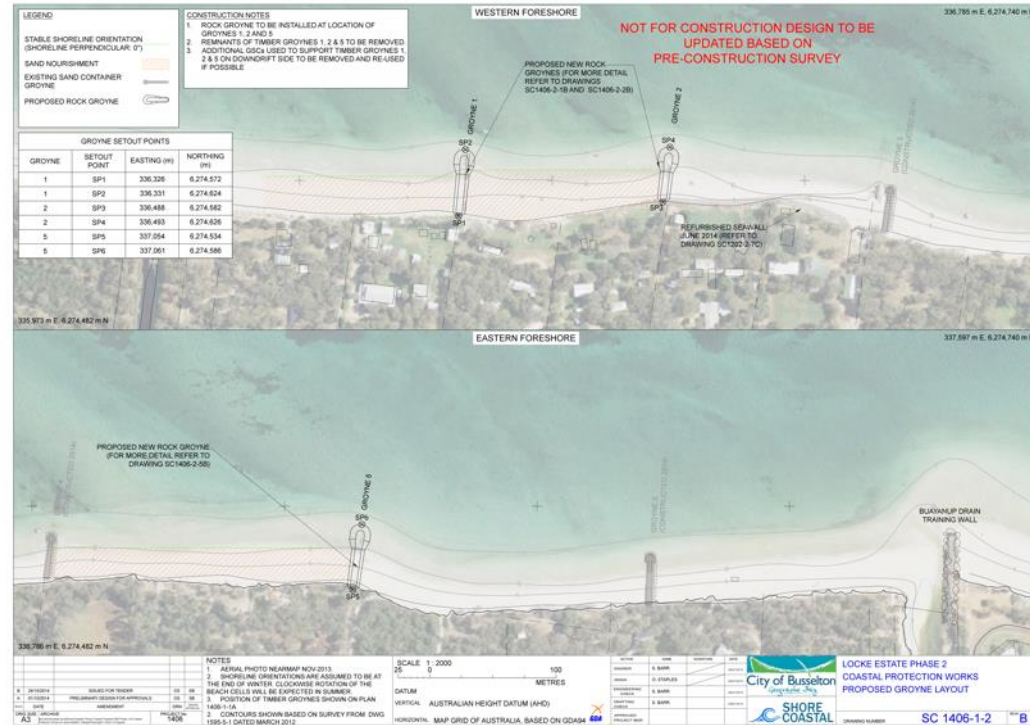 LEGEND
STABLE SHORELINE ORIENTATION
(SHORELINE PERPENDICULAR: 0°)
SAND NOURISHMENT
EXISTING SAND CONTAINER
GROYNE
PROPOSED ROCK GROYNE
CONSTRUCTION NOTES
1. ROCK GROYNE TO BE INSTALLED AT LOCATION OF
GROYNES 1, 2 AND 5
2. REMNANTS OF TIMBER GROYNES 1, 2 & 5 TO BE REMOVED
3. ADDITIONAL GSCs USED TO SUPPORT TIMBER GROYNES 1,
2 & 5 ON DOWNDRIFT SIDE TO BE REMOVED AND RE-USED
IF POSSIBLE
WESTERN FORESHORE
336,785 m E, 6,274,740 m N
NOT FOR CONSTRUCTION DESIGN TO BE
UPDATED BASED ON
PRE-CONSTRUCTION SURVEY
PROPOSED NEW ROCK
GROYNES (FOR MORE DETAIL
REFER TO DRAWINGS
SC1406-2-1B AND SC1406-2-2B)
GROYNE 1
SP2
SP1
GROYNE 2
SP4
SP3
REFURBISHED SEAWALL
JUNE 2014 (REFER TO
DRAWING SC1202-2-7C)
GROYNE SETOUT POINTS
GROYNE SETOUT POINT EASTING (m) NORTHING (m)
1 SP1 336,326 6,274,572
1 SP2 336,331 6,274,624
2 SP3 336,488 6,274,582
2 SP4 336,493 6,274,626
5 SP5 337,054 6,274,534
5 SP6 337,061 6,274,586
335,973 m E, 6,274,482 m N
EASTERN FORESHORE
337,597 m E, 6,274,740 m N
PROPOSED NEW ROCK GROYNE
(FOR MORE DETAIL REFER TO
DRAWING SC1406-2-5B)
GROYNE 5
SP6
SP5
BUAYANUP DRAIN
TRAINING WALL
336,786 m E, 6,274,482 m N
NOTES
1. AERIAL PHOTO NEARMAP NOV-2013.
2. SHORELINE ORIENTATIONS ARE ASSUMED TO BE AT
THE END OF WINTER. CLOCKWISE ROTATION OF THE
BEACH CELLS WILL BE EXPECTED IN SUMMER.
3. POSITION OF TIMBER GROYNES SHOWN ON PLAN
1406-1-1A
2. CONTOURS SHOWN BASED ON SURVEY FROM DWG
1595-5-1 DATED MARCH 2012
SCALE 1:2000
25 0 100
METRES
DATUM
VERTICAL AUSTRALIAN HEIGHT DATUM (AHD)
HORIZONTAL MAP GRID OF AUSTRALIA, BASED ON GDA94
GDA
ISSUED FOR TENDER
PRELIMINARY DESIGN FOR APPROVALS
DATE AMENDMENT
A3
1406
S. BARR
D. STAPLES
S. BARR
S. BARR
City of Busselton
Geographe Bay
SHORE
COASTAL
LOCKE ESTATE PHASE 2
COASTAL PROTECTION WORKS
PROPOSED GROYNE LAYOUT
DRAWING NUMBER SC 1406-1-2